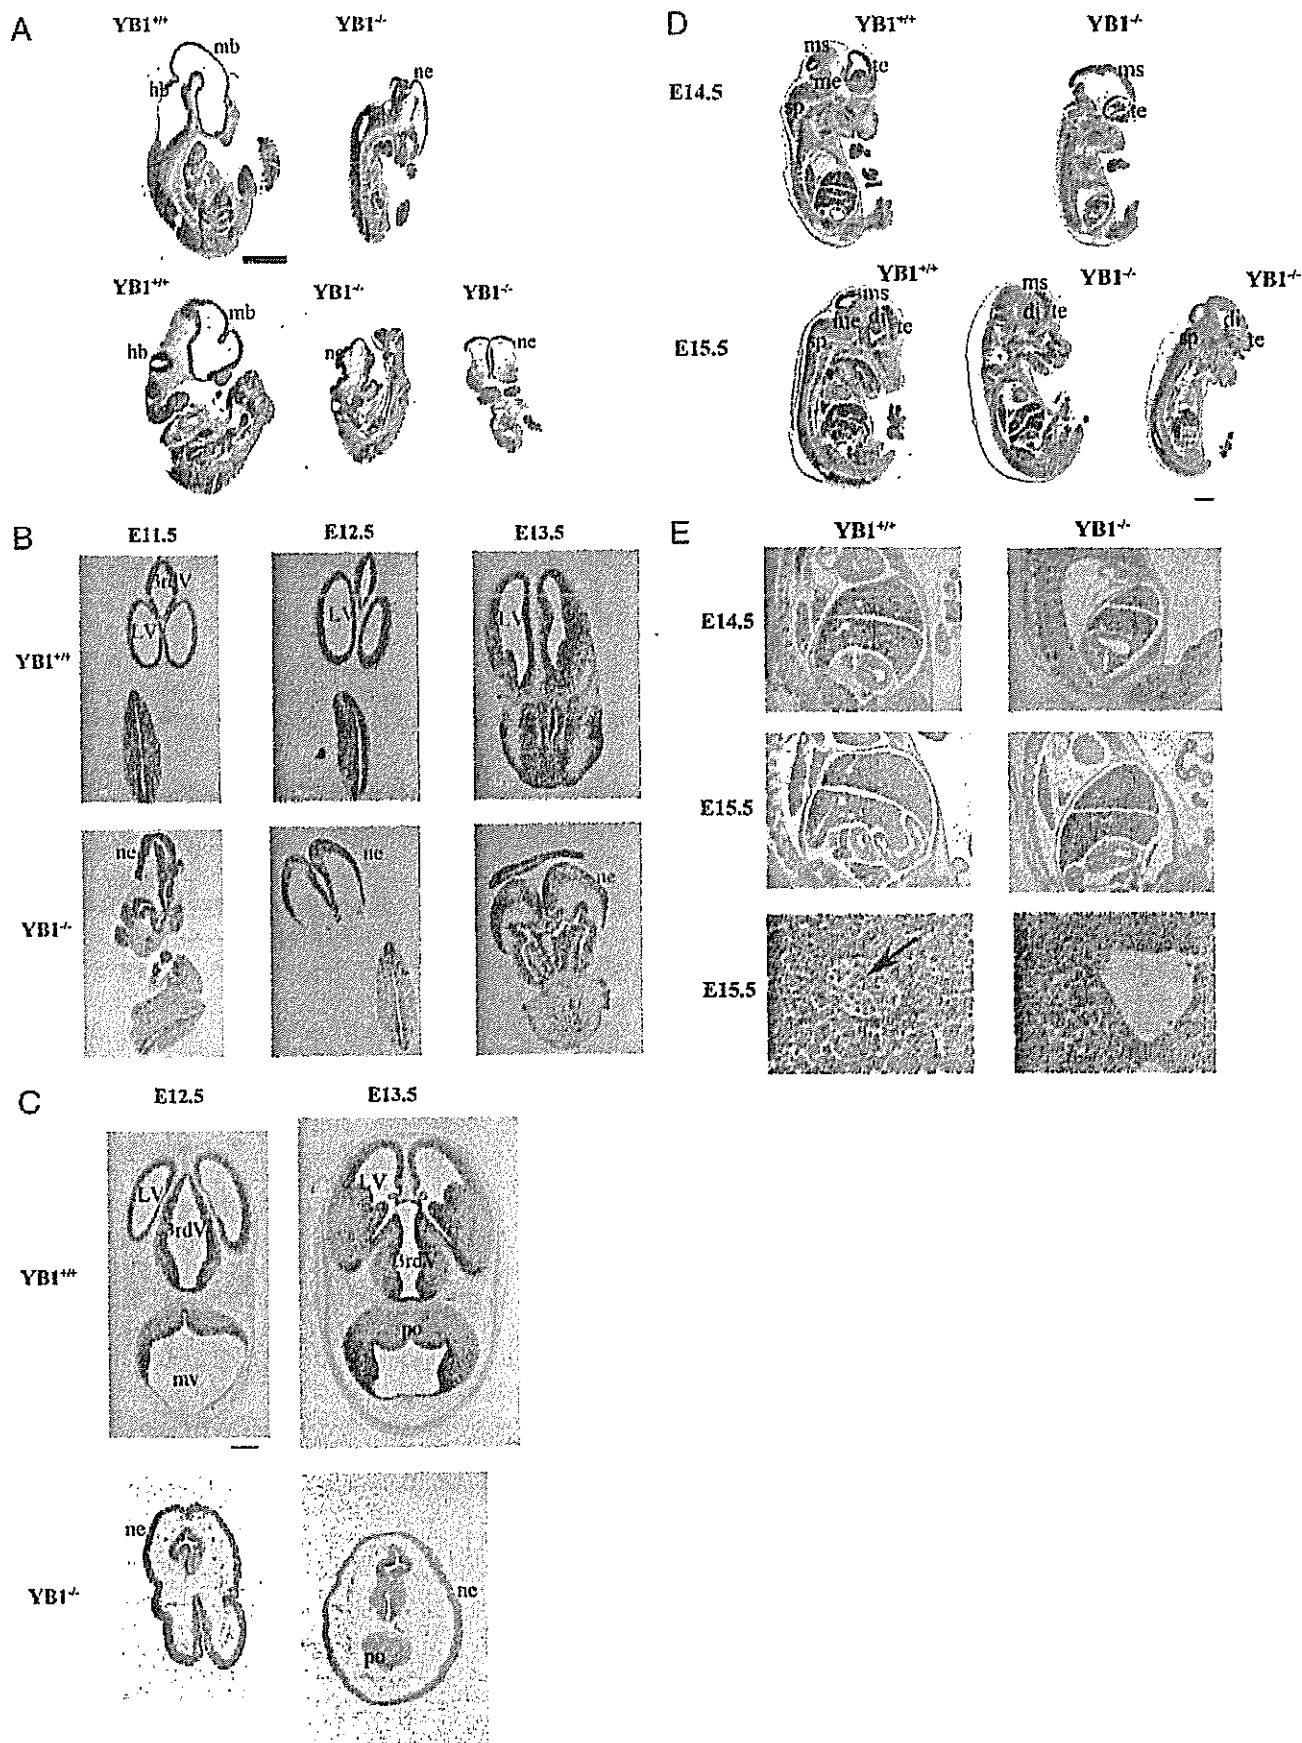 A
YB1+/+
YB1-/-
mb
hb
ne
YB1+/+
YB1-/-
YB1-/-
mb
hb
ne
ne
B
E11.5
E12.5
E13.5
YB1+/+
3rdV
LV
LV
LV
YB1-/-
ne
ne
ne
C
E12.5
E13.5
YB1+/+
LV
3rdV
mv
LV
3rdV
po
YB1-/-
ne
ne
po
D
YB1+/+
YB1-/-
E14.5
ms
te
me
sp
ms
te
YB1+/+
YB1-/-
YB1-/-
E15.5
ms
me
di
te
sp
ms
di
te
di
sp
te
E
YB1+/+
YB1-/-
E14.5
E15.5
E15.5